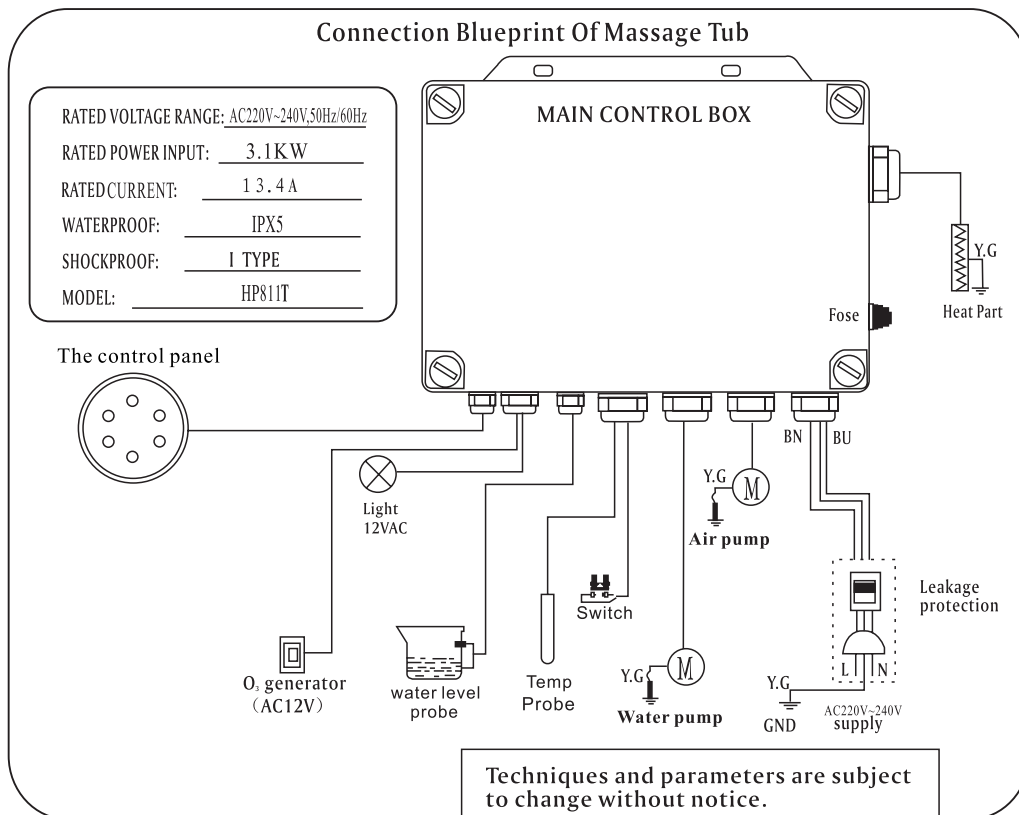 Connection Blueprint Of Massage Tub
RATED VOLTAGE RANGE: AC220V~240V,50Hz/60Hz
RATED POWER INPUT: 3.1KW
RATED CURRENT: 13.4A
WATERPROOF: IPX5
SHOCKPROOF: I TYPE
MODEL: HP811T
MAIN CONTROL BOX
Y.G
Heat Part
Fose
The control panel
BN
BU
Light
12VAC
Y.G
M
Air pump
Switch
Leakage
protection
O₃ generator
(AC12V)
water level
probe
Temp
Probe
Y.G
M
Water pump
L
N
Y.G
GND
AC220V~240V
supply
Techniques and parameters are subject
to change without notice.